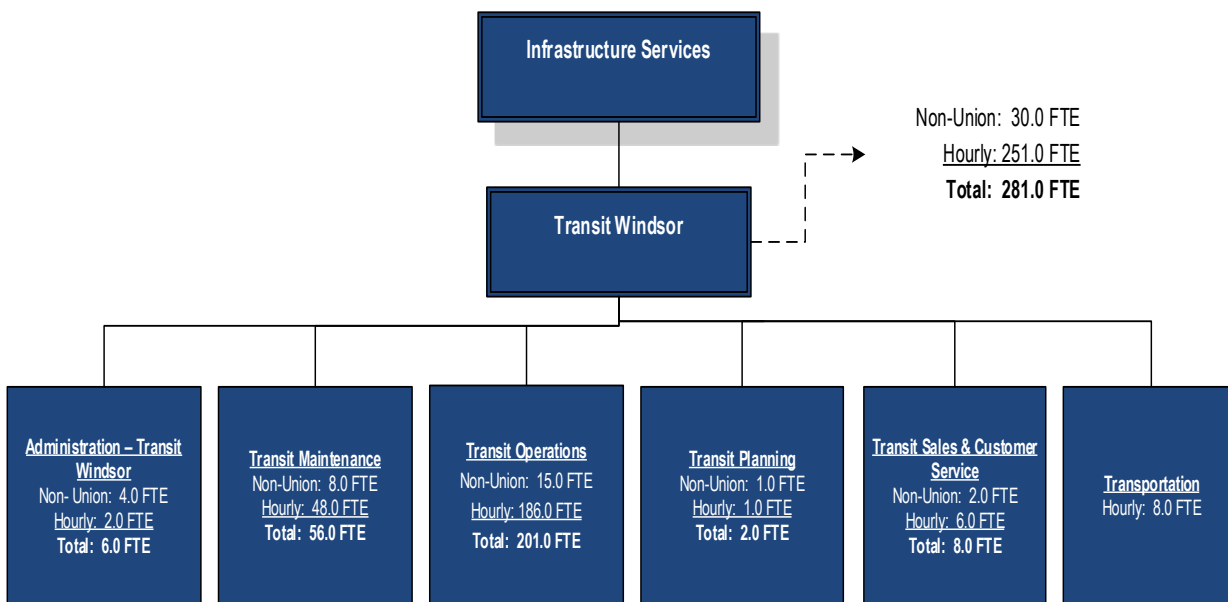 Infrastructure Services
Non-Union: 30.0 FTE
Hourly: 251.0 FTE
Total: 281.0 FTE
Transit Windsor
Administration – Transit
Windsor
Non- Union: 4.0 FTE
Hourly: 2.0 FTE
Total: 6.0 FTE
Transit Maintenance
Non-Union: 8.0 FTE
Hourly: 48.0 FTE
Total: 56.0 FTE
Transit Operations
Non-Union: 15.0 FTE
Hourly: 186.0 FTE
Total: 201.0 FTE
Transit Planning
Non-Union: 1.0 FTE
Hourly: 1.0 FTE
Total: 2.0 FTE
Transit Sales & Customer
Service
Non-Union: 2.0 FTE
Hourly: 6.0 FTE
Total: 8.0 FTE
Transportation
Hourly: 8.0 FTE